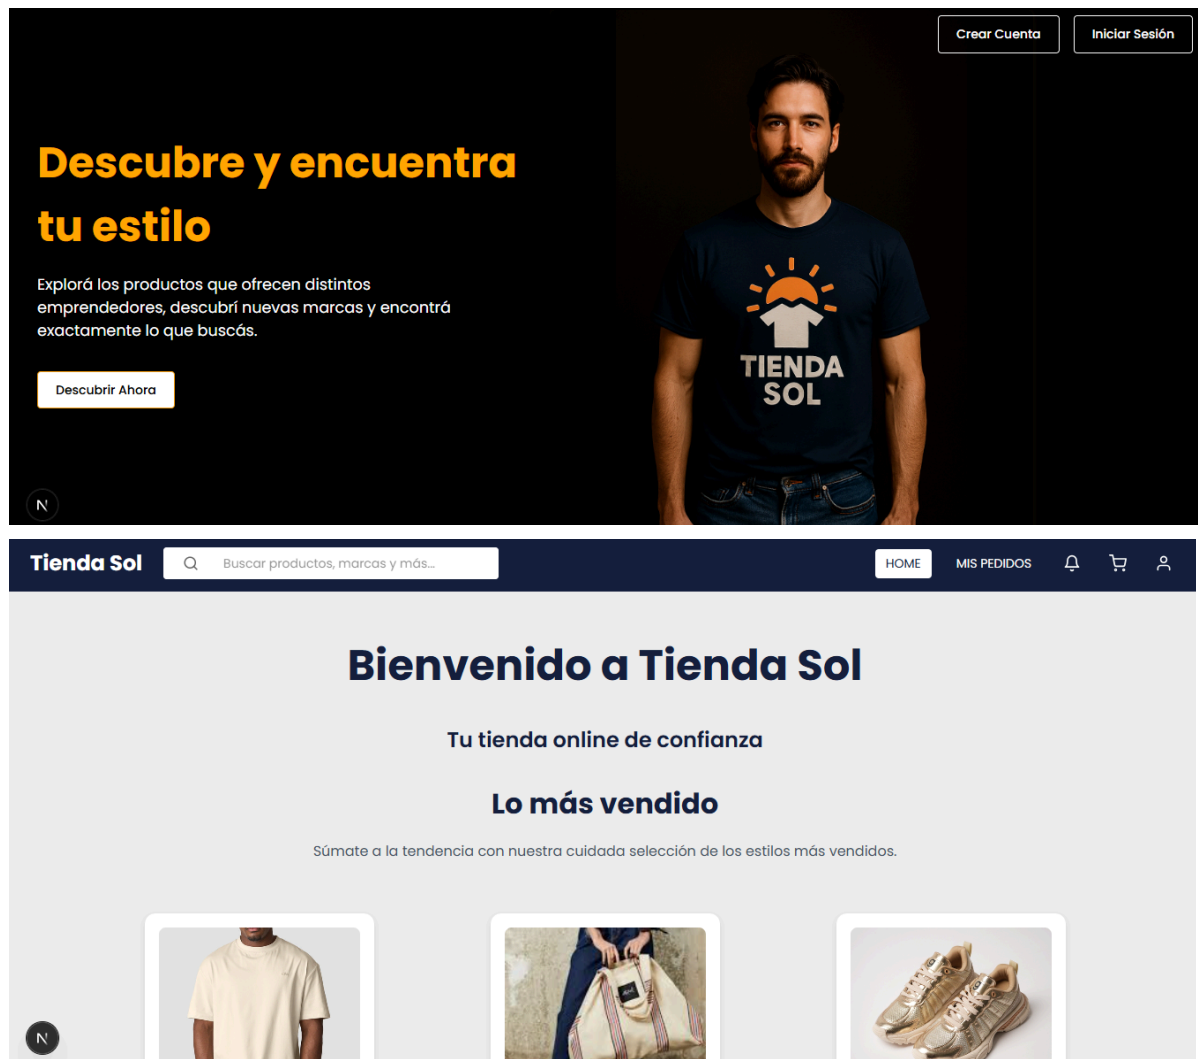 Crear Cuenta
Iniciar Sesión
Descubre y encuentra
tu estilo
Explorá los productos que ofrecen distintos
emprendedores, descubrí nuevas marcas y encontrá
exactamente lo que buscás.
Descubrir Ahora
TIENDA
SOL
N
Tienda Sol
Buscar productos, marcas y más...
HOME
MIS PEDIDOS
Bienvenido a Tienda Sol
Tu tienda online de confianza
Lo más vendido
Súmate a la tendencia con nuestra cuidada selección de los estilos más vendidos.
N